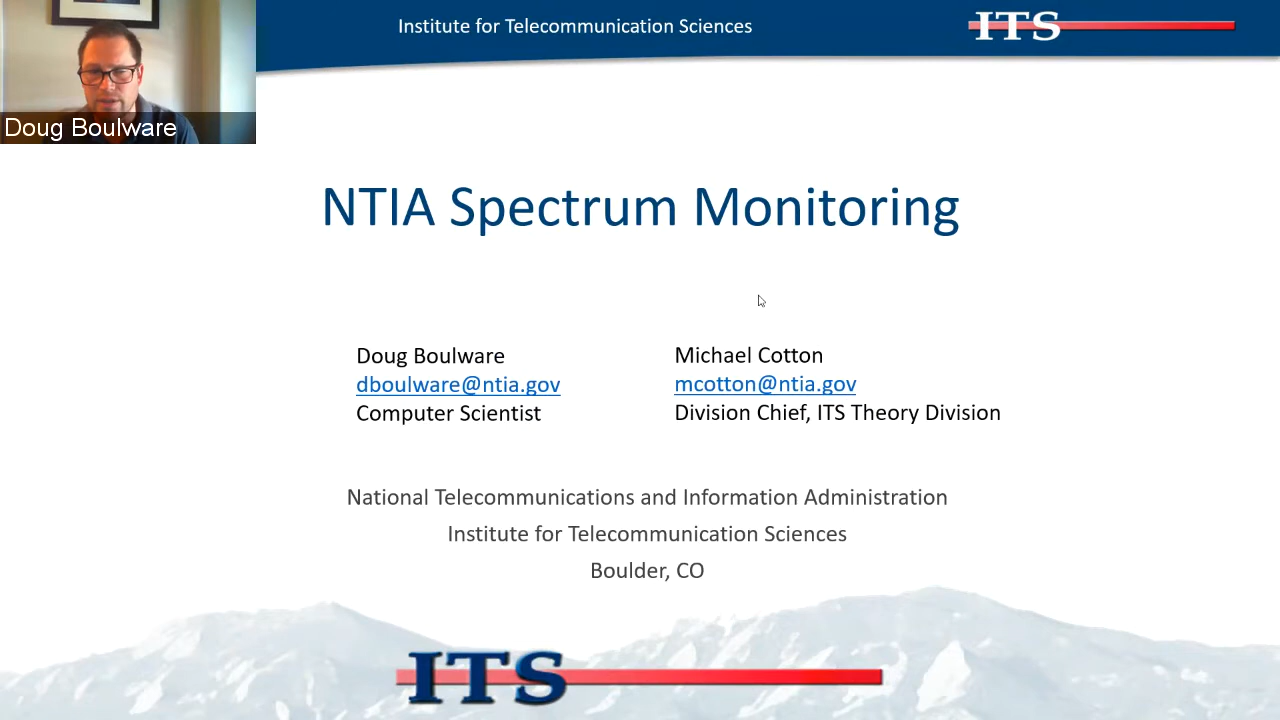 Institute for Telecommunication Sciences
ITS
Doug Boulware
NTIA Spectrum Monitoring
Doug Boulware
dboulware@ntia.gov
Computer Scientist
Michael Cotton
mcotton@ntia.gov
Division Chief, ITS Theory Division
National Telecommunications and Information Administration
Institute for Telecommunication Sciences
Boulder, CO
ITS